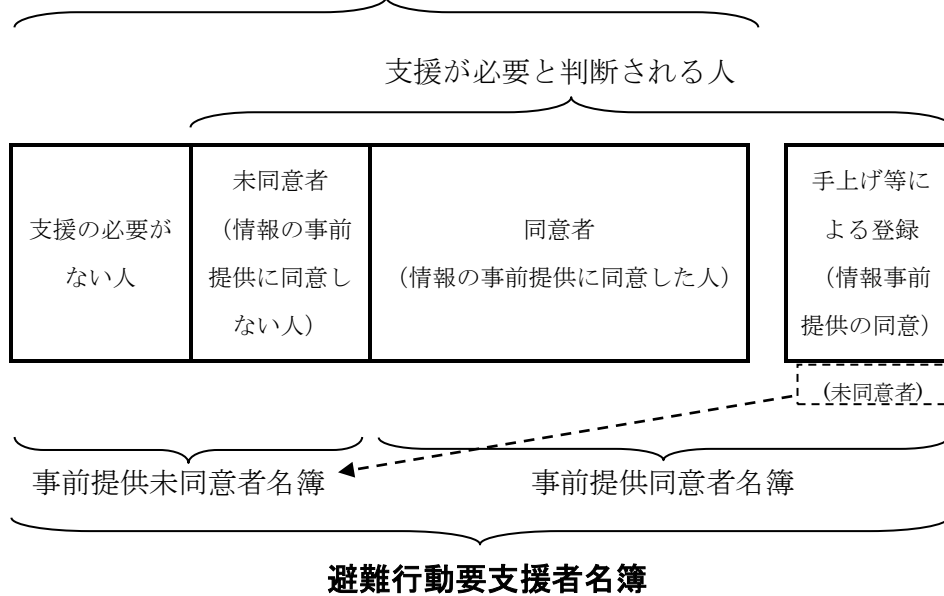 支援が必要と判断される人
支援の必要が
ない人
未同意者
（情報の事前
提供に同意し
ない人）
同意者
（情報の事前提供に同意した人）
手上げ等に
よる登録
（情報事前
提供の同意）
(未同意者)
事前提供未同意者名簿
事前提供同意者名簿
避難行動要支援者名簿